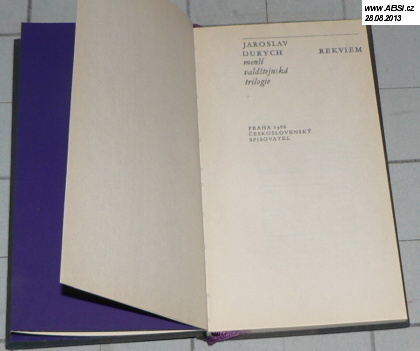 www.ABSI.cz
28.08.2013
JAROSLAV
DURYCH
REKVIEM
menší
valdštejnská
trilogie
PRAHA 1966
ČESKOSLOVENSKÝ
SPISOVATEL